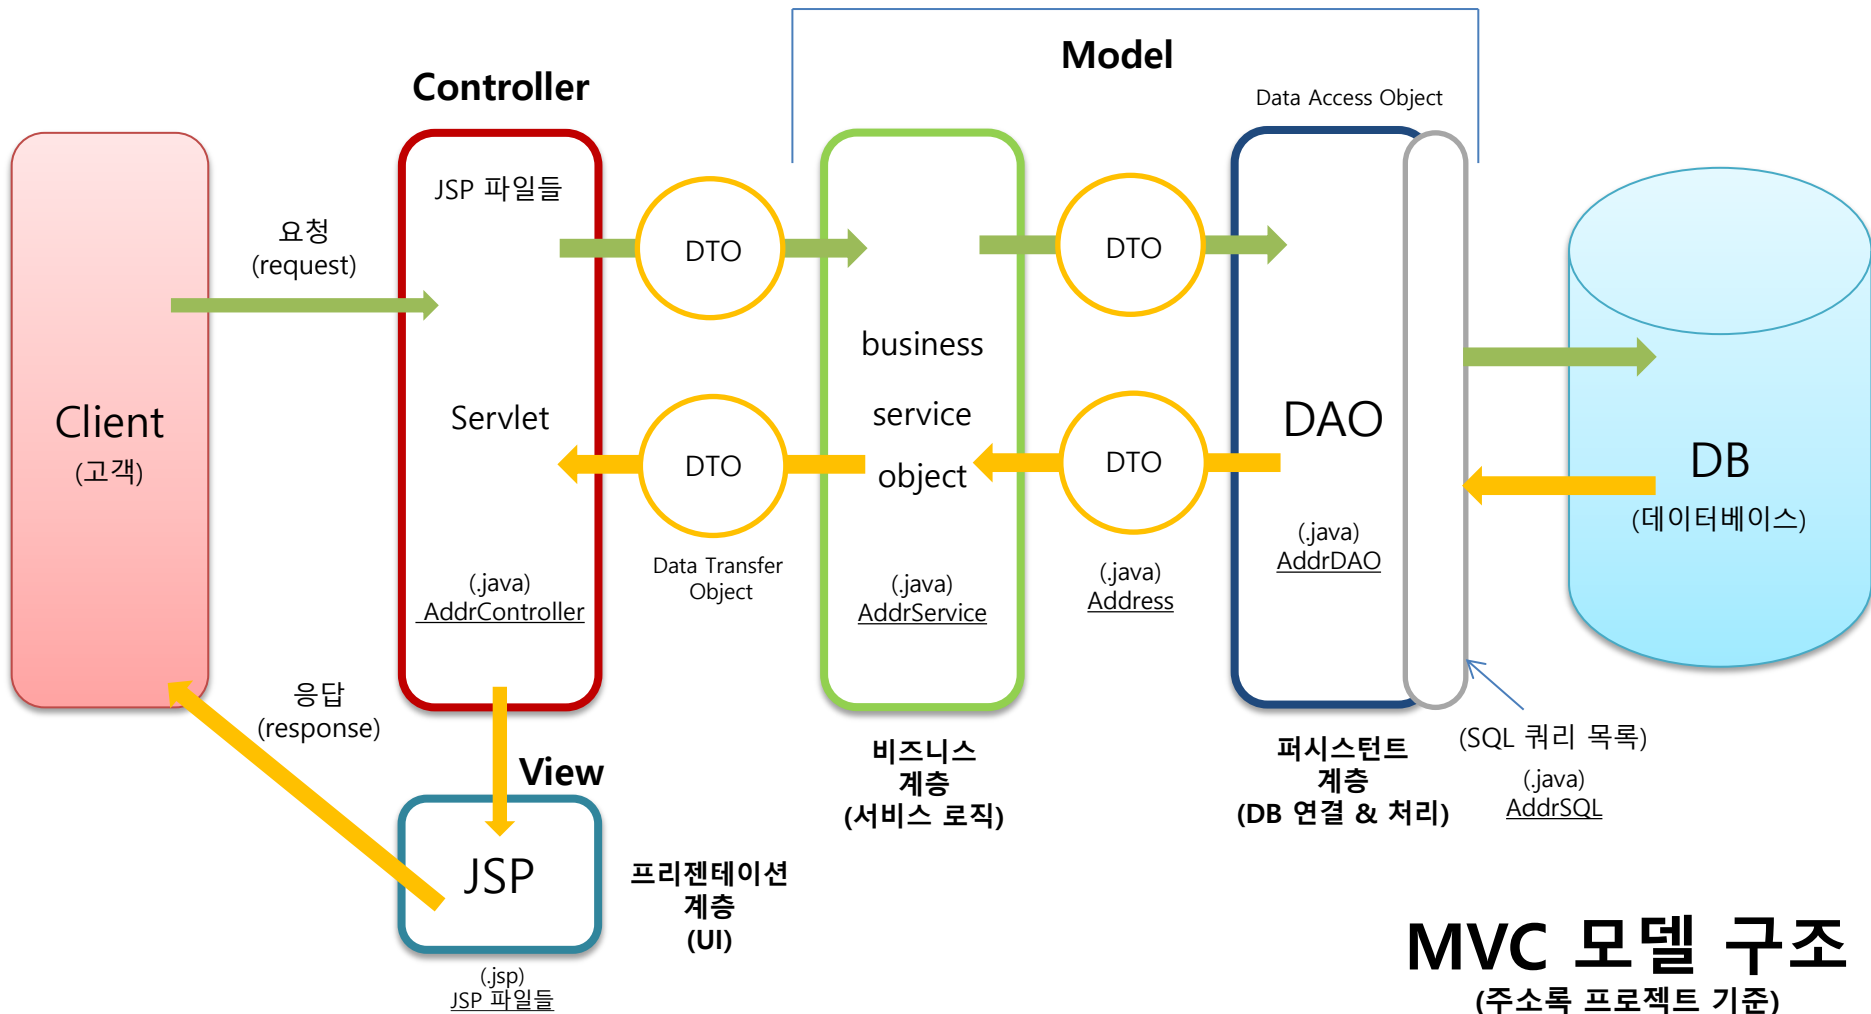 Model
Controller
Data Access Object
JSP 파일들
요청
(request)
DTO
DTO
Client
(고객)
Servlet
DTO
business
service
object
DTO
DAO
DB
(데이터베이스)
Data Transfer
Object
(.java)
AddrController
(.java)
AddrService
(.java)
Address
(.java)
AddrDAO
응답
(response)
View
JSP
(.jsp)
JSP 파일들
프리젠테이션
계층
(UI)
비즈니스
계층
(서비스 로직)
퍼시스턴트
계층
(DB 연결 & 처리)
(SQL 쿼리 목록)
(.java)
AddrSQL
MVC 모델 구조
(주소록 프로젝트 기준)